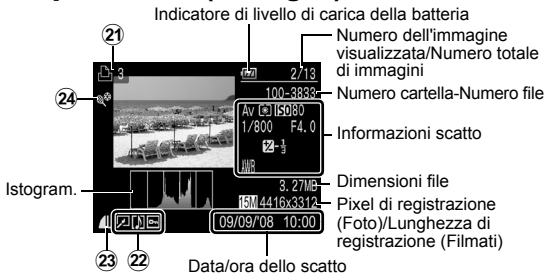 Indicatore di livello di carica della batteria
21
Numero dell'immagine
visualizzata/Numero totale
di immagini
3
2/13
24
100-3833
Numero cartella-Numero file
Av ISO 80
1/800 F4.0
Informazioni scatto
-1/3
AWB
Istogram.
3.27MB
Dimensioni file
15M 4416x3312
Pixel di registrazione
(Foto)/Lunghezza di
registrazione (Filmati)
09/09/'08 10:00
23
22
Data/ora dello scatto